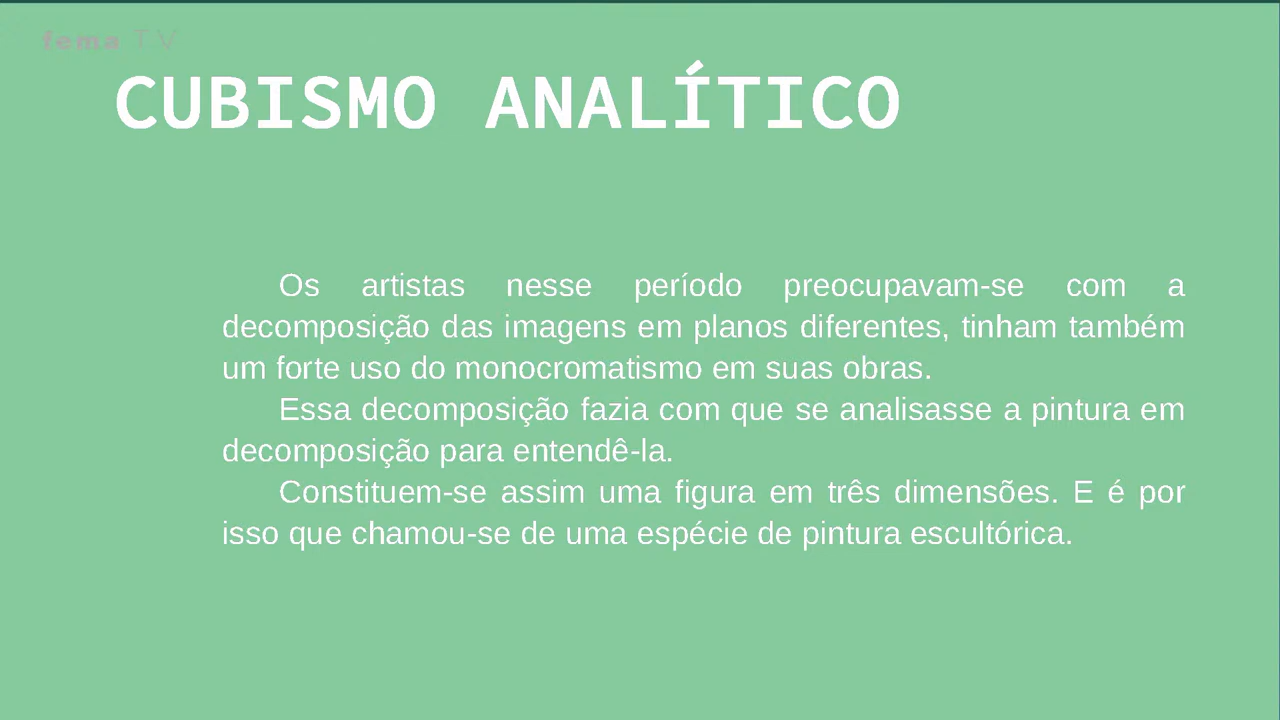 fema TV
CUBISMO ANALÍTICO
Os artistas nesse período preocupavam-se com a
decomposição das imagens em planos diferentes, tinham também
um forte uso do monocromatismo em suas obras.
Essa decomposição fazia com que se analisasse a pintura em
decomposição para entendê-la.
Constituem-se assim uma figura em três dimensões. E é por
isso que chamou-se de uma espécie de pintura escultórica.